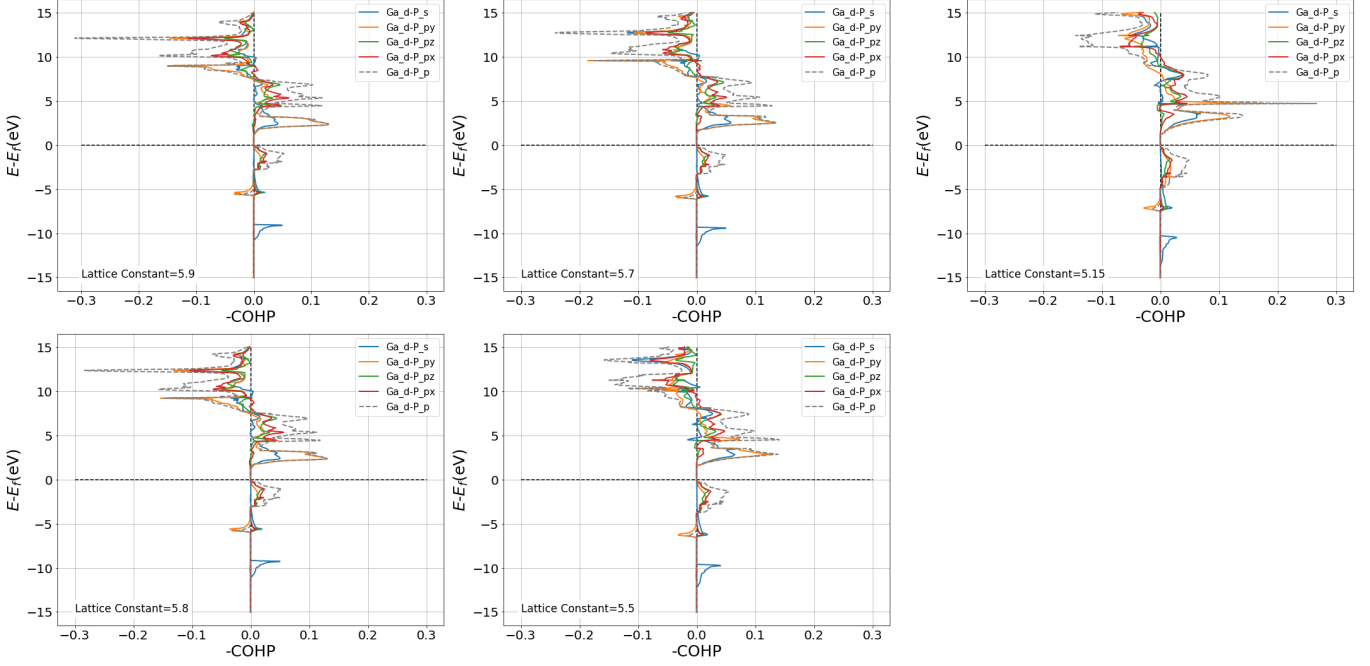 15
10
5
0
−5
−10
−15
E-E_f(eV)
Ga_d-P_s
Ga_d-P_py
Ga_d-P_pz
Ga_d-P_px
Ga_d-P_p
Lattice Constant=5.9
−0.3 −0.2 −0.1 0.0 0.1 0.2 0.3
-COHP
15
10
5
0
−5
−10
−15
E-E_f(eV)
Ga_d-P_s
Ga_d-P_py
Ga_d-P_pz
Ga_d-P_px
Ga_d-P_p
Lattice Constant=5.7
−0.3 −0.2 −0.1 0.0 0.1 0.2 0.3
-COHP
15
10
5
0
−5
−10
−15
E-E_f(eV)
Ga_d-P_s
Ga_d-P_py
Ga_d-P_pz
Ga_d-P_px
Ga_d-P_p
Lattice Constant=5.15
−0.3 −0.2 −0.1 0.0 0.1 0.2 0.3
-COHP
15
10
5
0
−5
−10
−15
E-E_f(eV)
Ga_d-P_s
Ga_d-P_py
Ga_d-P_pz
Ga_d-P_px
Ga_d-P_p
Lattice Constant=5.8
−0.3 −0.2 −0.1 0.0 0.1 0.2 0.3
-COHP
15
10
5
0
−5
−10
−15
E-E_f(eV)
Ga_d-P_s
Ga_d-P_py
Ga_d-P_pz
Ga_d-P_px
Ga_d-P_p
Lattice Constant=5.5
−0.3 −0.2 −0.1 0.0 0.1 0.2 0.3
-COHP